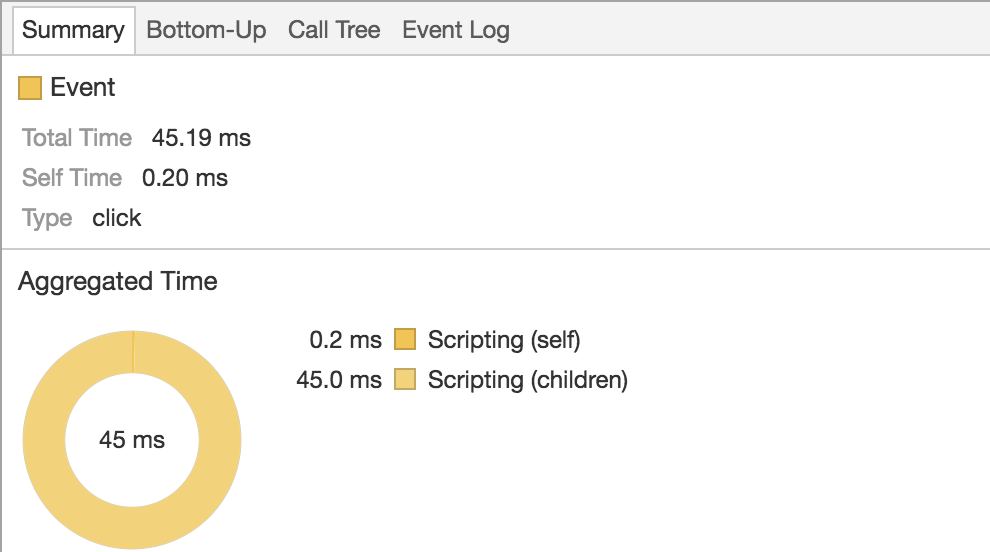 Summary Bottom-Up Call Tree Event Log
Event
Total Time 45.19 ms
Self Time 0.20 ms
Type click
Aggregated Time
0.2 ms Scripting (self)
45.0 ms Scripting (children)
45 ms